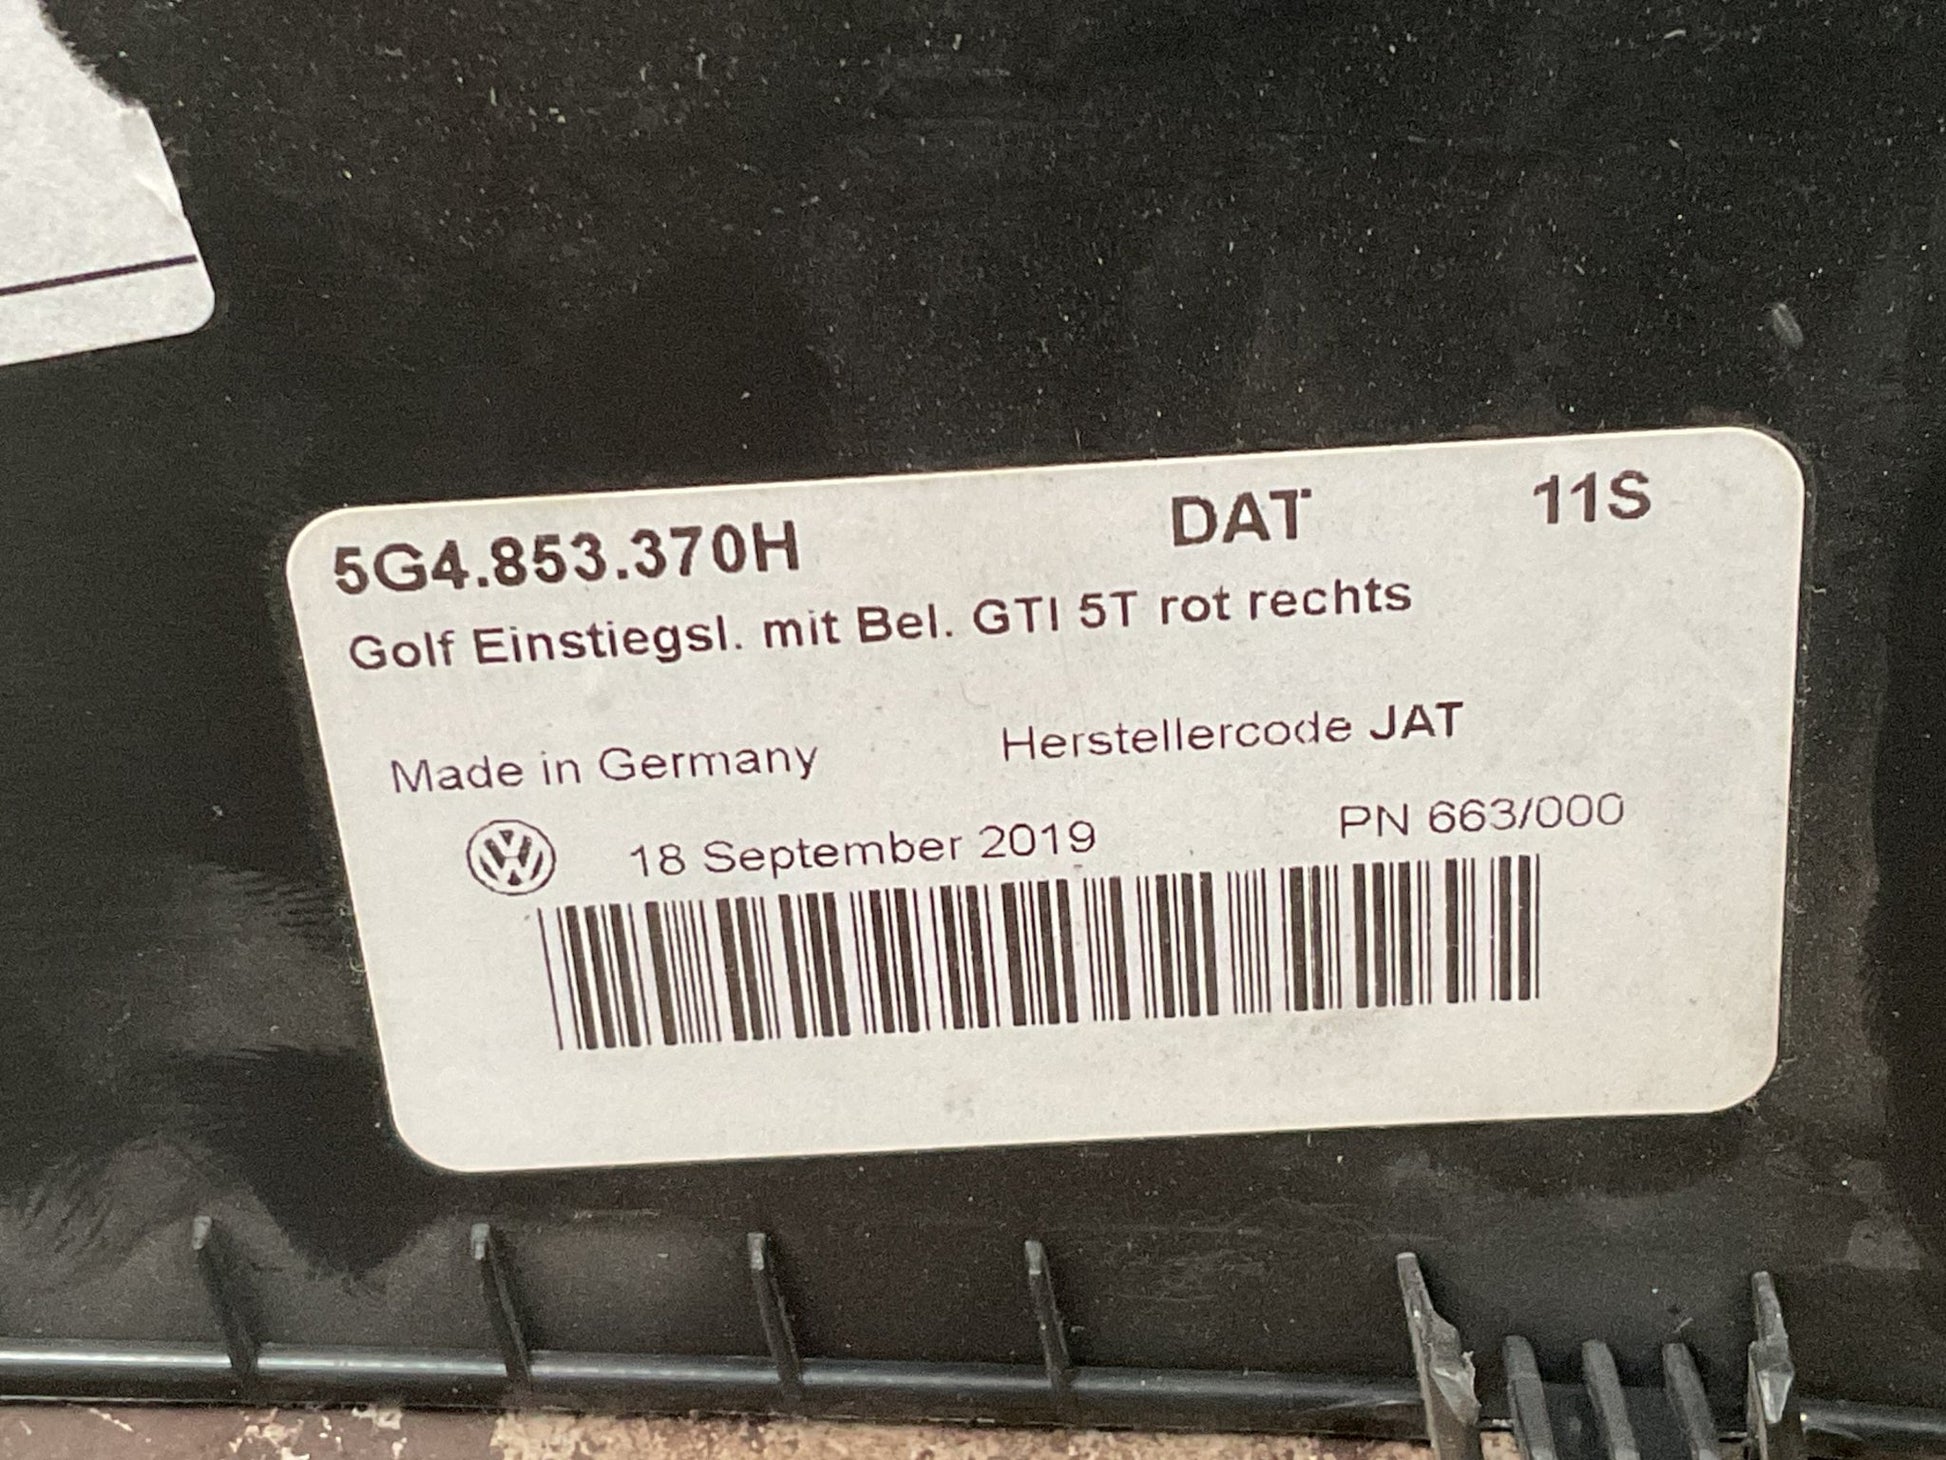 5G4.853.370H DAT 11S
Golf Einstiegsl. mit Bel. GTI 5T rot rechts
Made in Germany Herstellercode JAT
18 September 2019 PN 663/000